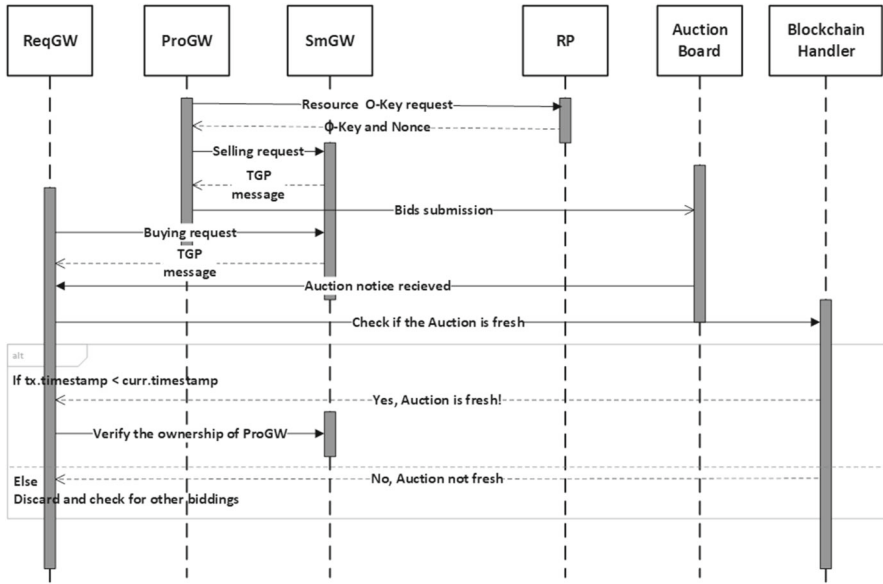 ReqGW
ProGW
SmGW
RP
Auction
Board
Blockchain
Handler
Resource O-Key request
O-Key and Nonce
Selling request
TGP
message
Bids submission
Buying request
TGP
message
Auction notice recieved
Check if the Auction is fresh
alt
If tx.timestamp < curr.timestamp
Yes, Auction is fresh!
Verify the ownership of ProGW
No, Auction not fresh
Else
Discard and check for other biddings